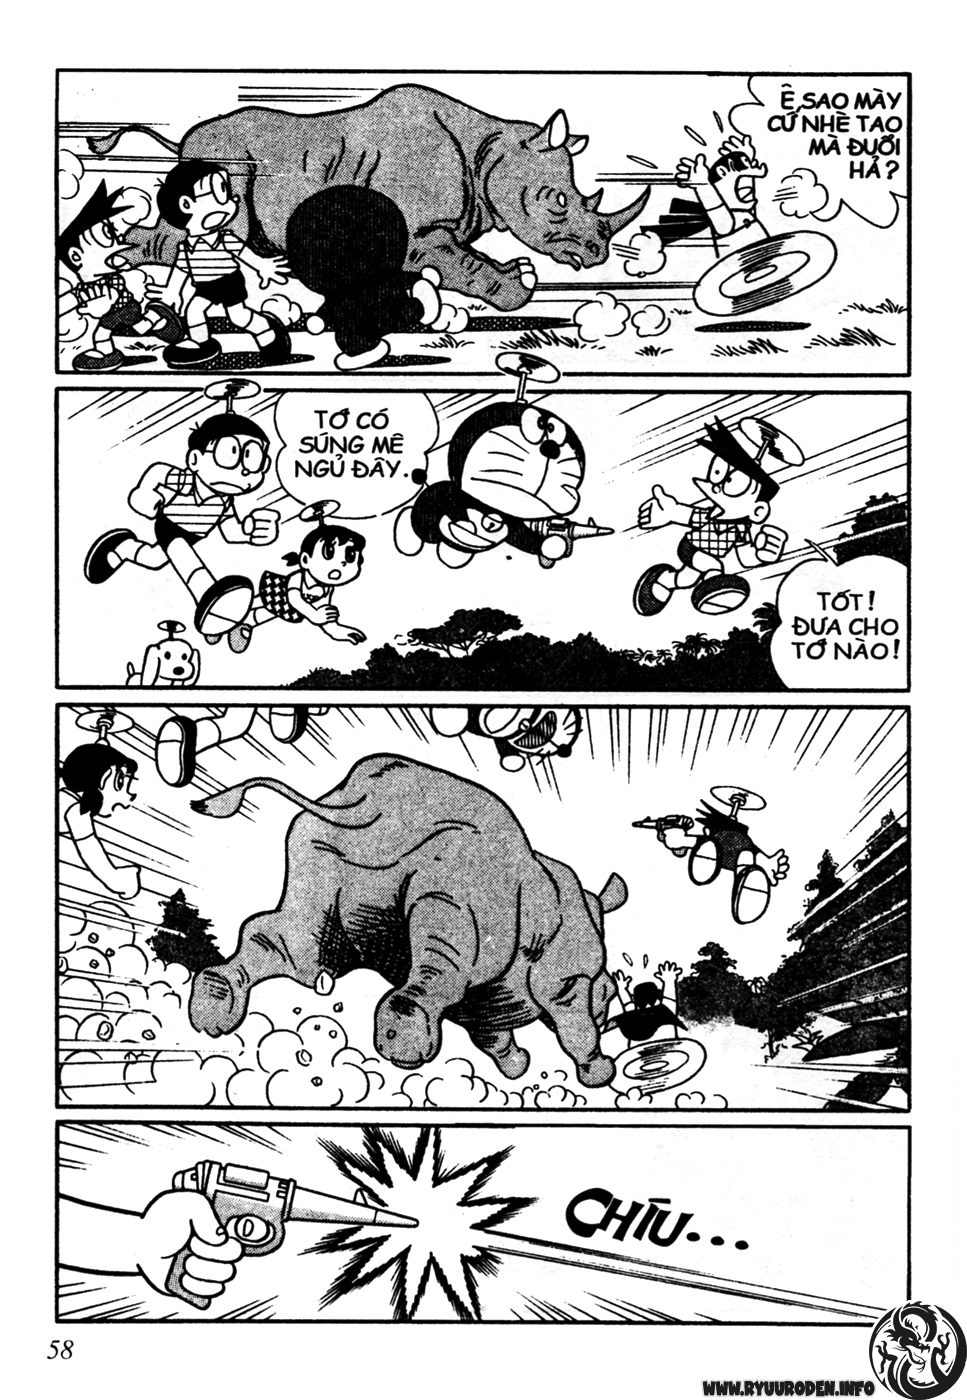 Ê, SAO MÀY
CỨ NHÈ TAO
MÀ ĐUỔI
HẢ?
TỚ CÓ
SÚNG MÊ
NGỦ ĐÂY.
TỐT!
ĐƯA CHO
TỚ NÀO!
CHÍU...
58
WWW.RYUURODEN.INFO